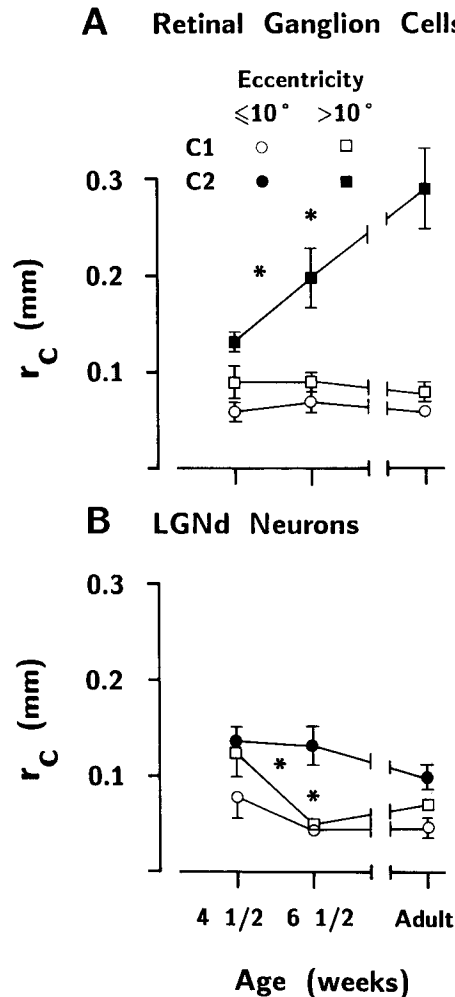 A Retinal Ganglion Cells
Eccentricity
⩽10° >10°
C1
C2
0.3
*
*
0.2
0.1
r_C (mm)
B LGNd Neurons
0.3
0.2
*
*
0.1
r_C (mm)
4 1/2 6 1/2 Adult
Age (weeks)